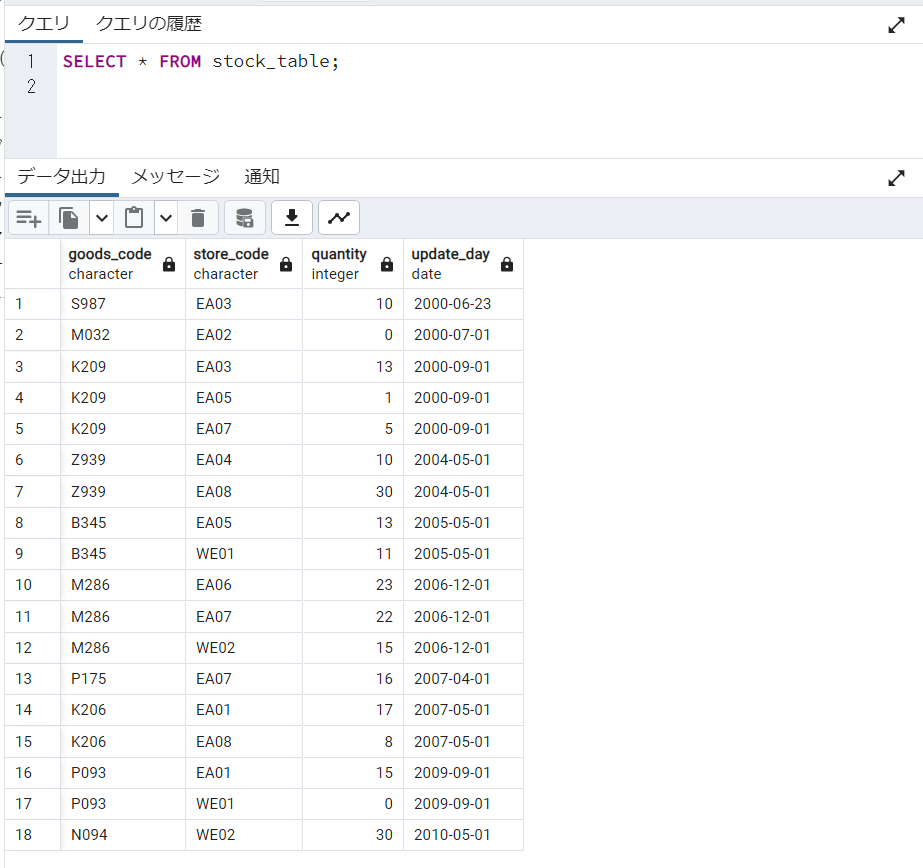 クエリ クエリの履歴
1 SELECT * FROM stock_table;
2
データ出力 メッセージ 通知
goods_code store_code quantity update_day
character character integer date
1 S987 EA03 10 2000-06-23
2 M032 EA02 0 2000-07-01
3 K209 EA03 13 2000-09-01
4 K209 EA05 1 2000-09-01
5 K209 EA07 5 2000-09-01
6 Z939 EA04 10 2004-05-01
7 Z939 EA08 30 2004-05-01
8 B345 EA05 13 2005-05-01
9 B345 WE01 11 2005-05-01
10 M286 EA06 23 2006-12-01
11 M286 EA07 22 2006-12-01
12 M286 WE02 15 2006-12-01
13 P175 EA07 16 2007-04-01
14 K206 EA01 17 2007-05-01
15 K206 EA08 8 2007-05-01
16 P093 EA01 15 2009-09-01
17 P093 WE01 0 2009-09-01
18 N094 WE02 30 2010-05-01